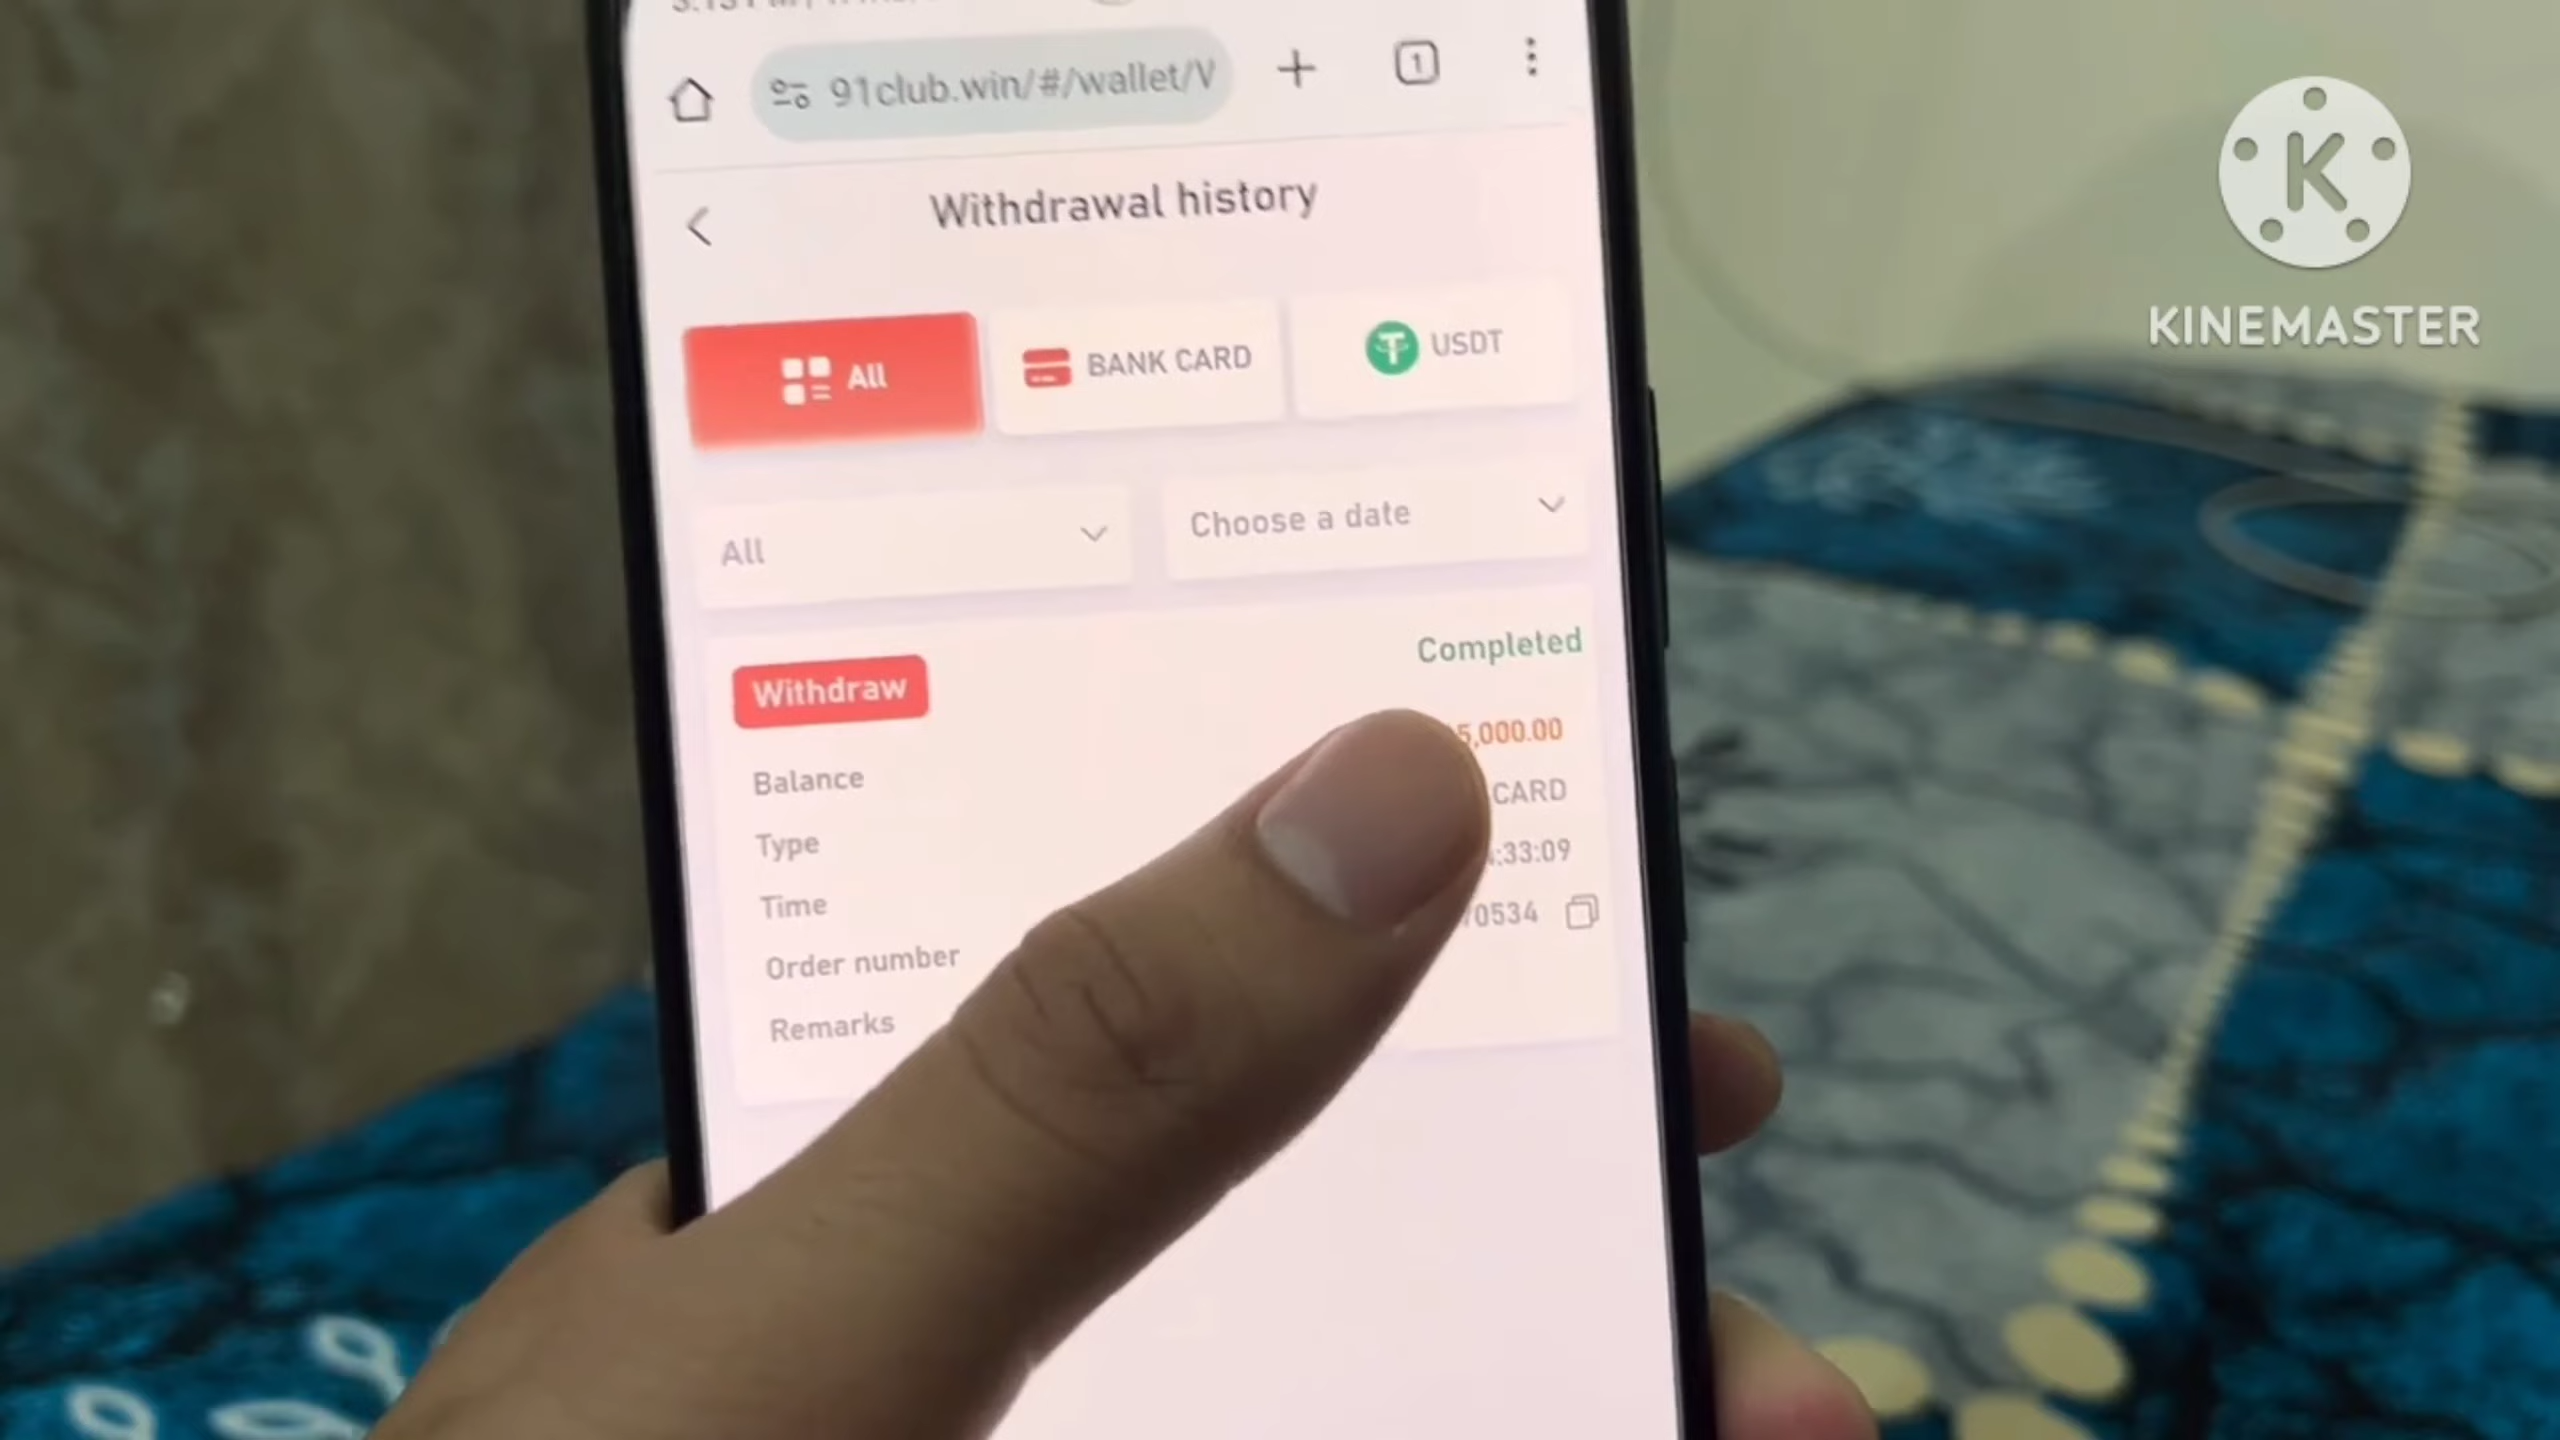 91club.win/#/wallet/V
1
Withdrawal history
All
BANK CARD
USDT
All
Choose a date
Withdraw
Completed
Balance
5,000.00
Type
CARD
Time
:33:09
Order number
0534
Remarks
K
KINEMASTER